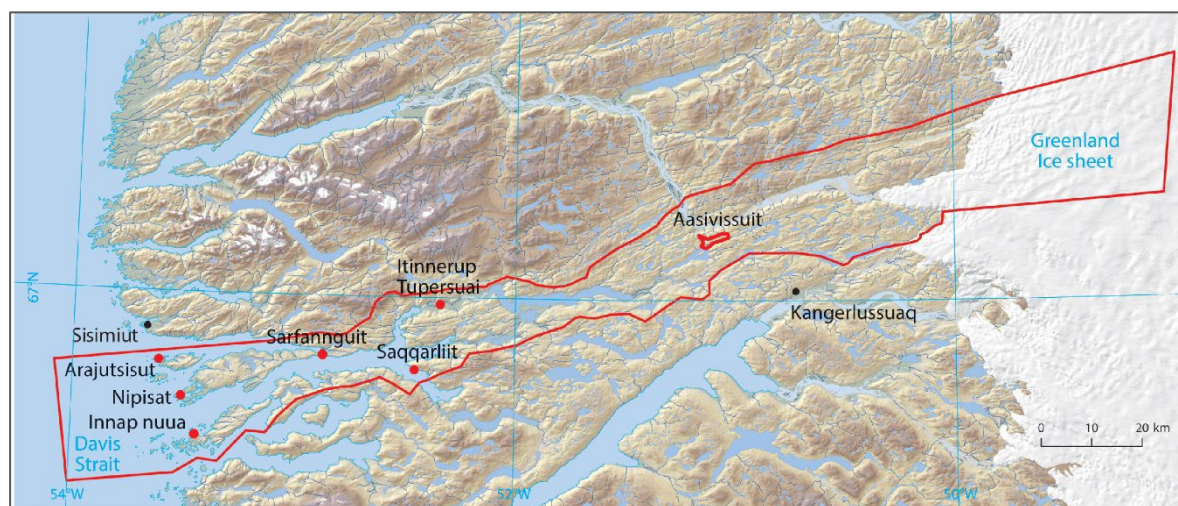 Greenland
Ice sheet
Aasivissuit
Itinnerup
Tupersuai
67°N
Kangerlussuaq
Sisimiut
Sarfannguit
Saqqarliit
Arajutsisut
Nipisat
Innap nuua
Davis
Strait
0 10 20 km
54°W
52°W
50°W